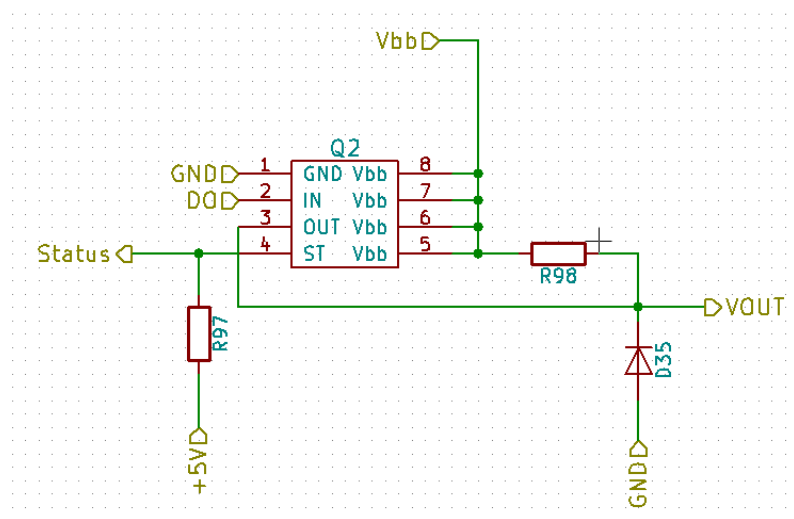 Vbb
Q2
GND 1 GND Vbb 8
DO 2 IN Vbb 7
3 OUT Vbb 6
Status 4 ST Vbb 5
R98
VOUT
R97
D35
+5V
GND